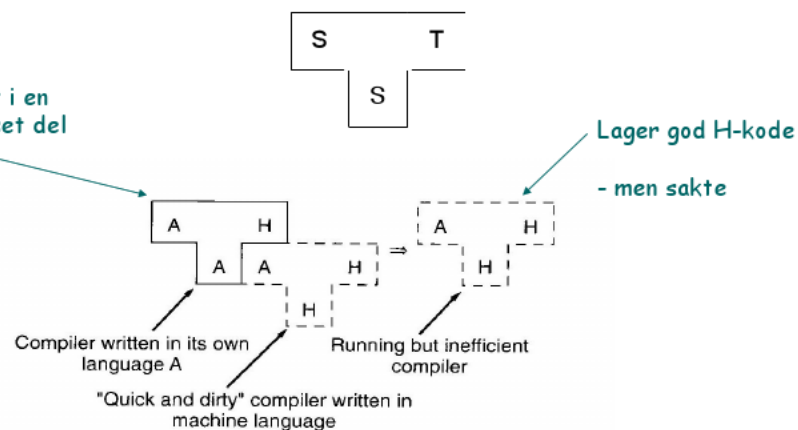 S T
S
i en
et del
Lager god H-kode
- men sakte
A H
A
A H
H
⇒
A H
H
Compiler written in its own
language A
Running but inefficient
compiler
"Quick and dirty" compiler written in
machine language